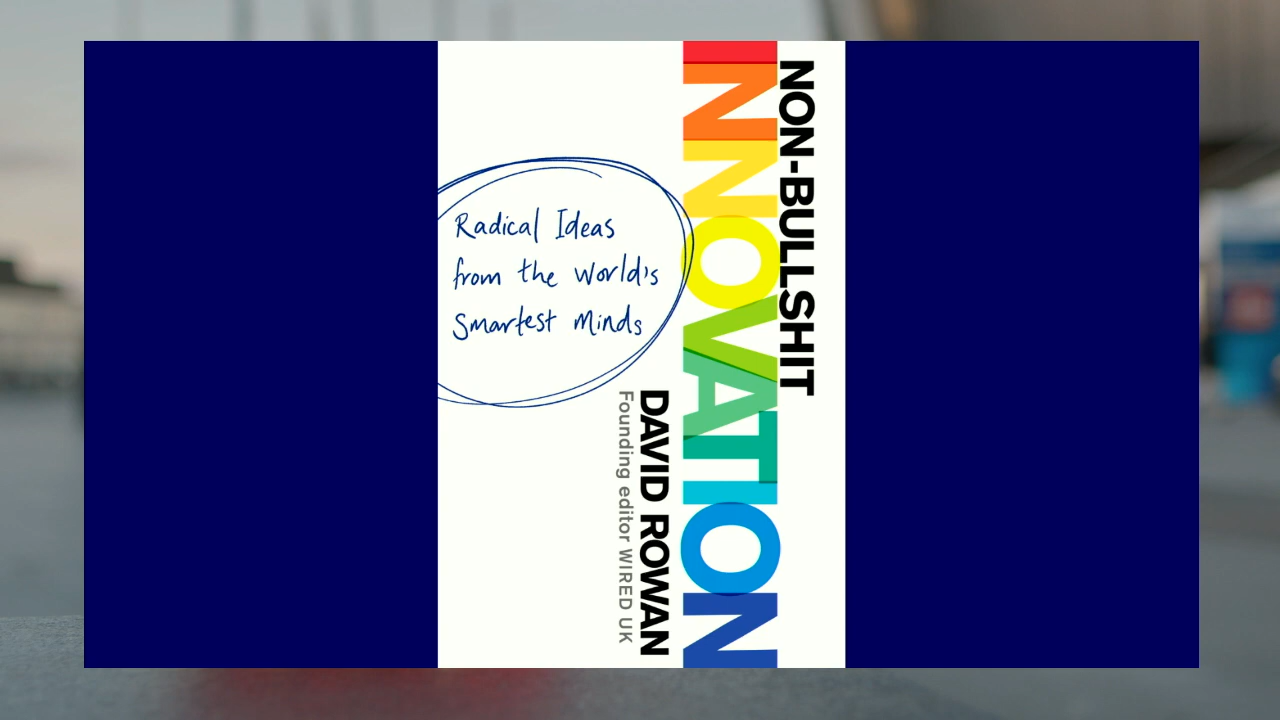 NON-BULLSHIT
INNOVATION
Radical Ideas
from the World's
Smartest Minds
DAVID ROWAN
Founding editor WIRED UK